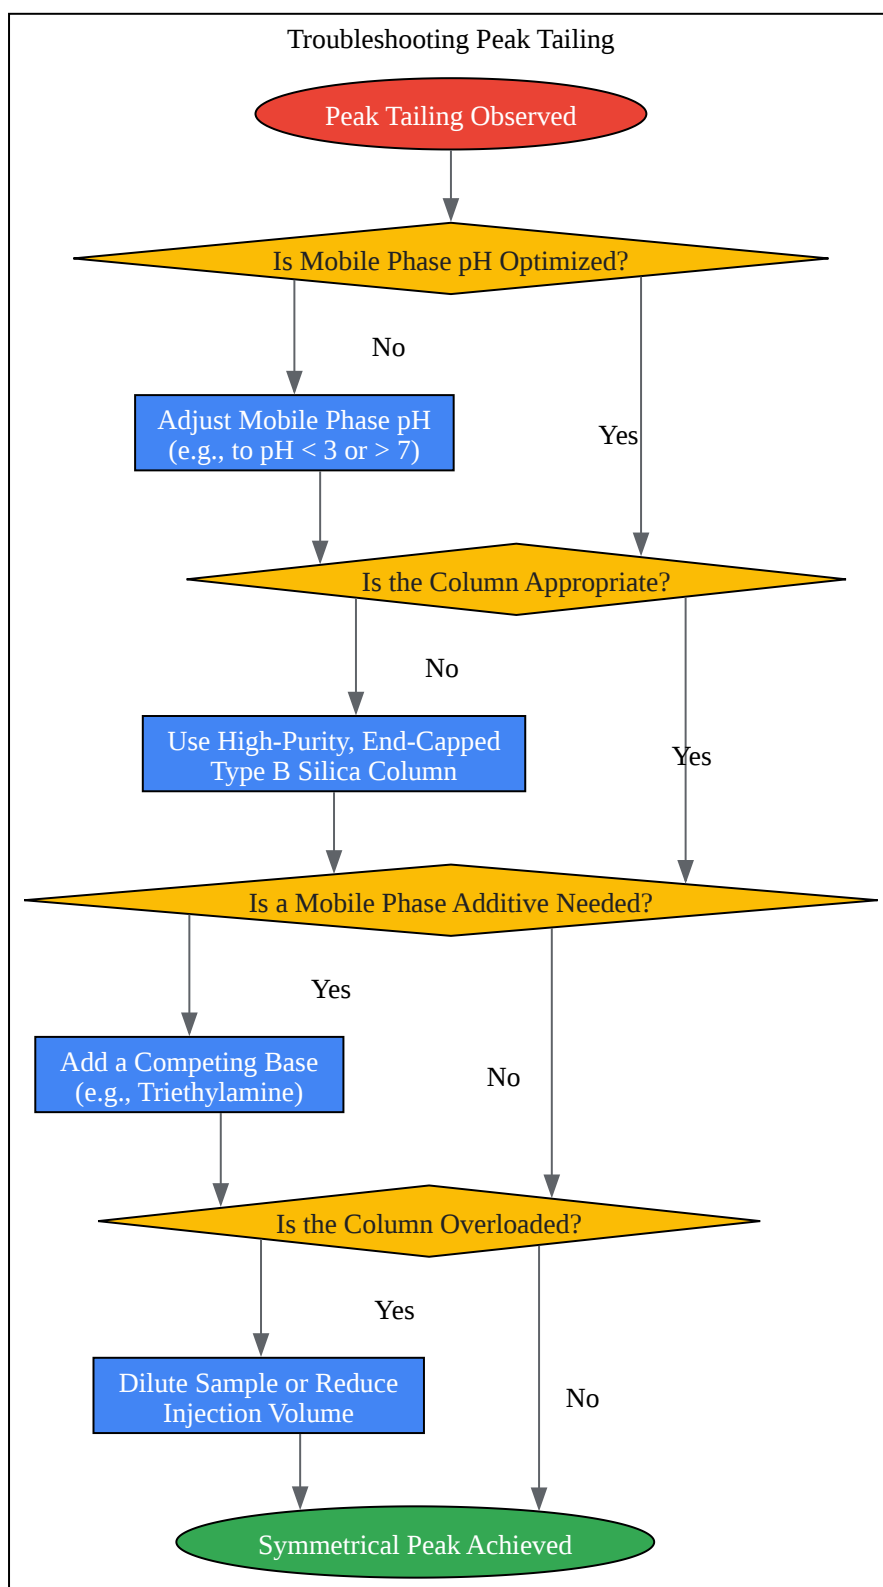 Troubleshooting Peak Tailing
Peak Tailing Observed
Is Mobile Phase pH Optimized?
No
Adjust Mobile Phase pH
(e.g., to pH < 3 or > 7)
Yes
Is the Column Appropriate?
No
Use High-Purity, End-Capped
Type B Silica Column
Yes
Is a Mobile Phase Additive Needed?
Yes
Add a Competing Base
(e.g., Triethylamine)
No
Is the Column Overloaded?
Yes
Dilute Sample or Reduce
Injection Volume
No
Symmetrical Peak Achieved